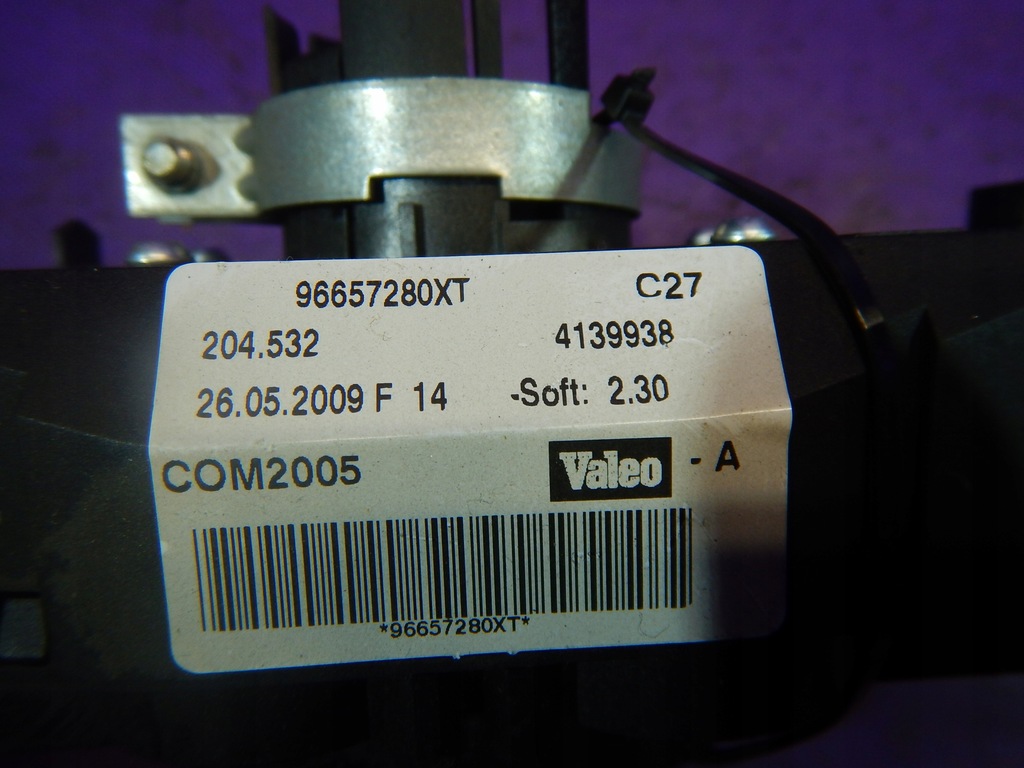 96657280XT C27
204.532 4139938
26.05.2009 F 14 -Soft: 2.30
COM2005 Valeo - A
*96657280XT*